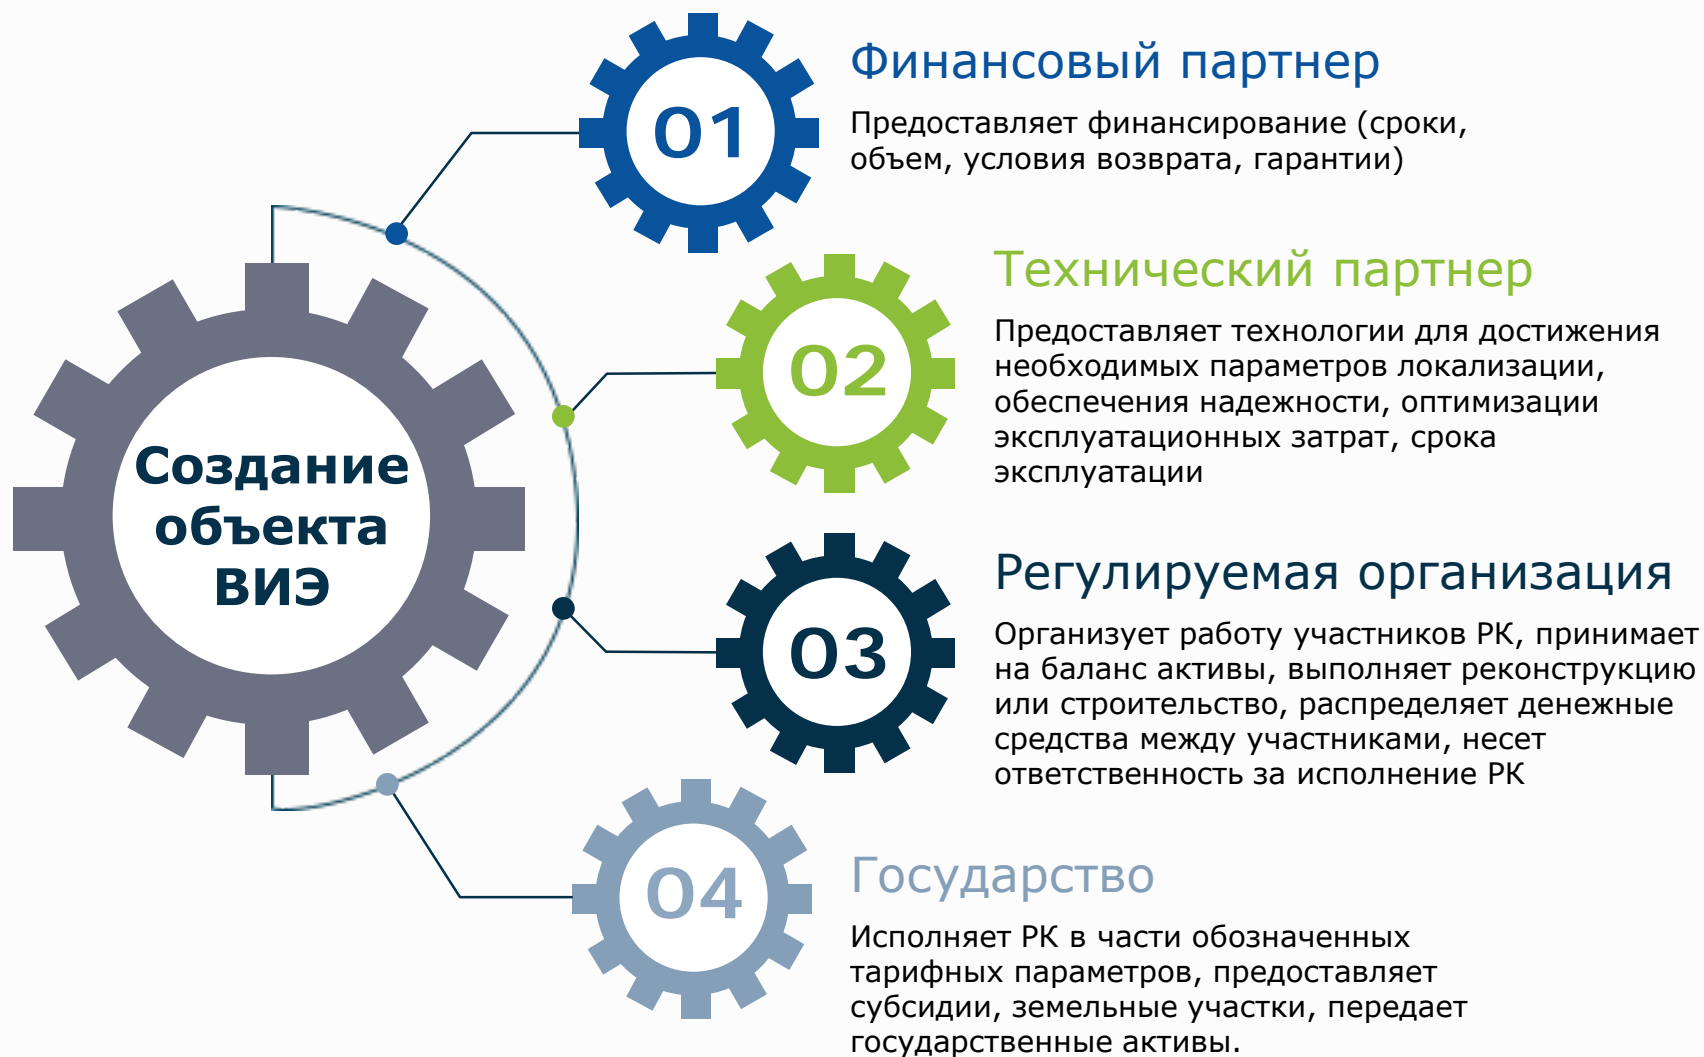 Создание
объекта
ВИЭ
01
Финансовый партнер
Предоставляет финансирование (сроки,
объем, условия возврата, гарантии)
02
Технический партнер
Предоставляет технологии для достижения
необходимых параметров локализации,
обеспечения надежности, оптимизации
эксплуатационных затрат, срока
эксплуатации
03
Регулируемая организация
Организует работу участников РК, принимает
на баланс активы, выполняет реконструкцию
или строительство, распределяет денежные
средства между участниками, несет
ответственность за исполнение РК
04
Государство
Исполняет РК в части обозначенных
тарифных параметров, предоставляет
субсидии, земельные участки, передает
государственные активы.